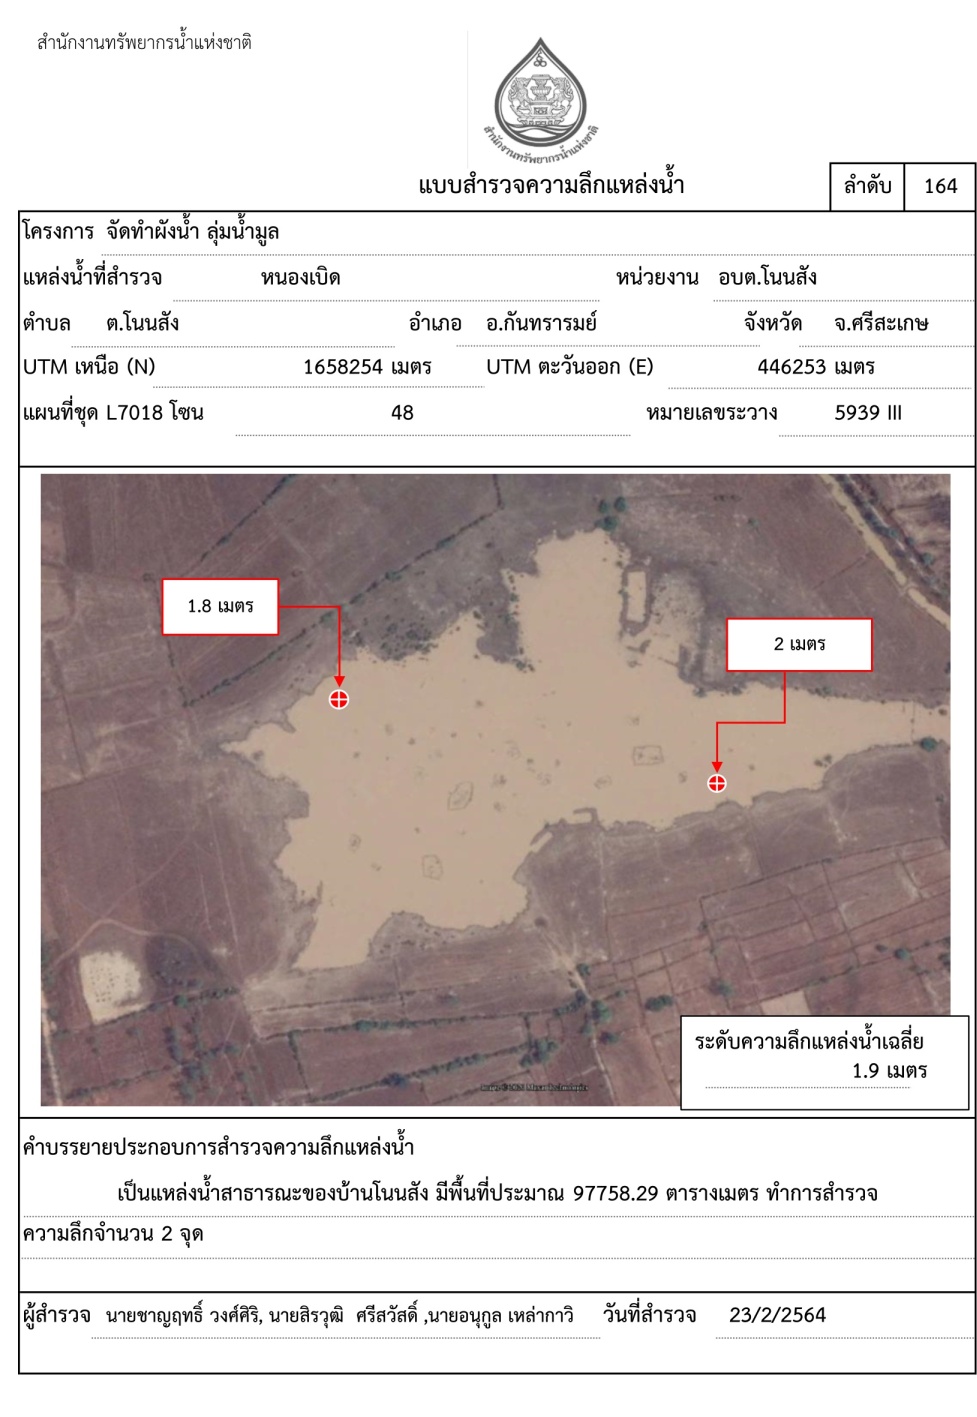 สำนักงานทรัพยากรน้ำแห่งชาติ
สำนักงานทรัพยากรน้ำแห่งชาติ
แบบสำรวจความลึกแหล่งน้ำ ลำดับ 164
โครงการ จัดทำผังน้ำ ลุ่มน้ำมูล
แหล่งน้ำที่สำรวจ หนองเบิด หน่วยงาน อบต.โนนสัง
ตำบล ต.โนนสัง อำเภอ อ.กันทรารมย์ จังหวัด จ.ศรีสะเกษ
UTM เหนือ (N) 1658254 เมตร UTM ตะวันออก (E) 446253 เมตร
แผนที่ชุด L7018 โซน 48 หมายเลขระวาง 5939 III
1.8 เมตร
2 เมตร
ระดับความลึกแหล่งน้ำเฉลี่ย
1.9 เมตร
คำบรรยายประกอบการสำรวจความลึกแหล่งน้ำ
เป็นแหล่งน้ำสาธารณะของบ้านโนนสัง มีพื้นที่ประมาณ 97758.29 ตารางเมตร ทำการสำรวจ
ความลึกจำนวน 2 จุด
ผู้สำรวจ นายชาญฤทธิ์ วงศ์ศิริ, นายสิรวุฒิ ศรีสวัสดิ์ ,นายอนุกูล เหล่ากาวิ วันที่สำรวจ 23/2/2564